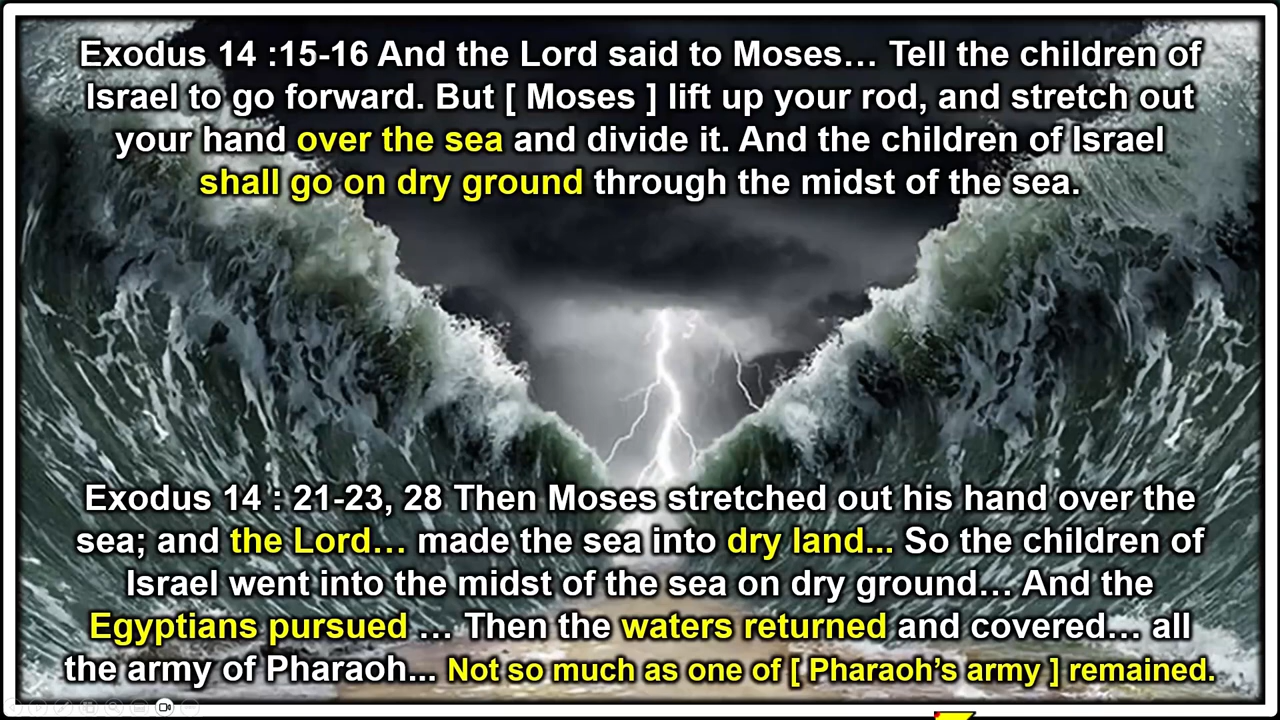 Exodus 14 :15-16 And the Lord said to Moses… Tell the children of
Israel to go forward. But [ Moses ] lift up your rod, and stretch out
your hand over the sea and divide it. And the children of Israel
shall go on dry ground through the midst of the sea.
Exodus 14 : 21-23, 28 Then Moses stretched out his hand over the
sea; and the Lord… made the sea into dry land... So the children of
Israel went into the midst of the sea on dry ground… And the
Egyptians pursued … Then the waters returned and covered… all
the army of Pharaoh... Not so much as one of [ Pharaoh’s army ] remained.